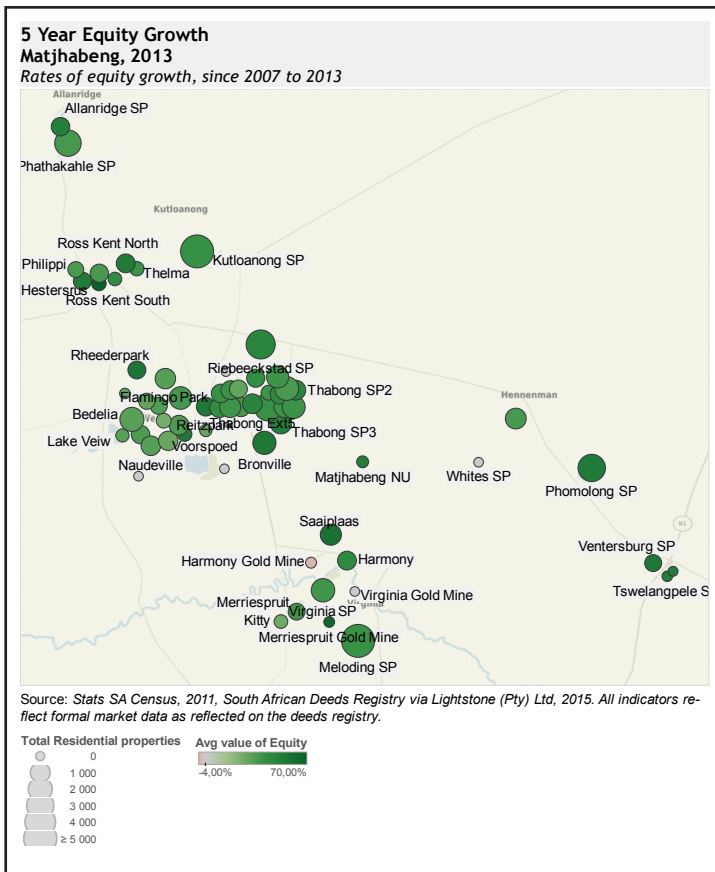 5 Year Equity Growth
Matjhabeng, 2013
Rates of equity growth, since 2007 to 2013
Allanridge
Allanridge SP
Phathakahle SP
Kutloanong
Ross Kent North
Philippi
Thelma
Kutloanong SP
Hestersrus
Ross Kent South
Rheederpark
Riebeeckstad SP
Flamingo Park
Thabong SP2
Hennenman
Bedelia
We
Reitzpark
Thabong Ext5
Thabong SP3
Lake Veiw
Voorspoed
Naudeville
Bronville
Matjhabeng NU
Whites SP
Phomolong SP
Saaiplaas
N1
Harmony Gold Mine
Harmony
Ventersburg SP
Virginia Gold Mine
Tswelangpele S
Merriespruit
Virginia SP
Virginia
Kitty
Merriespruit Gold Mine
Meloding SP
Source: Stats SA Census, 2011, South African Deeds Registry via Lightstone (Pty) Ltd, 2015. All indicators re-
flect formal market data as reflected on the deeds registry.
Total Residential properties
0
1 000
2 000
3 000
4 000
≥ 5 000
Avg value of Equity
-4,00%
70,00%